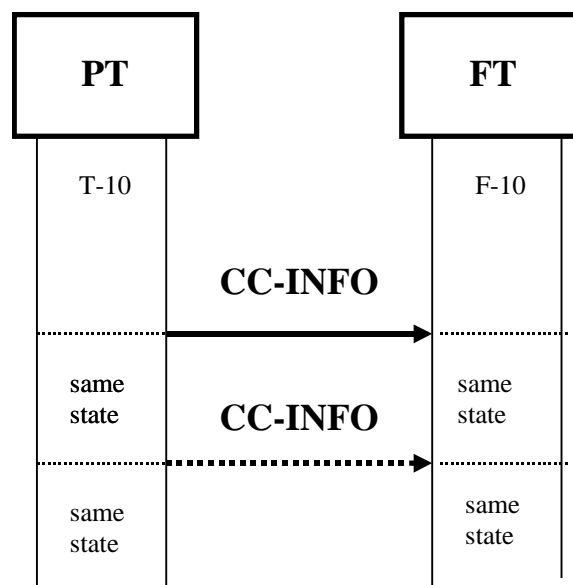 PT
FT
T-10
F-10
CC-INFO
same
state
same
state
CC-INFO
same
state
same
state